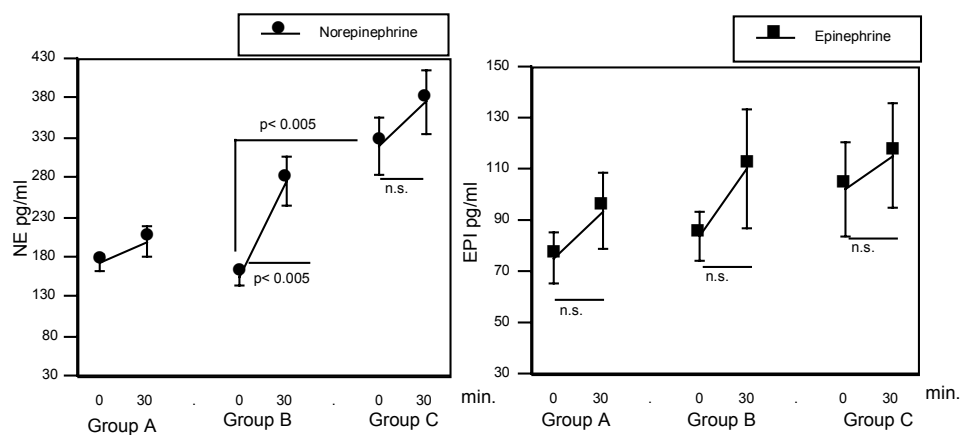 Norepinephrine
NE pg/ml
430
380
330
280
230
180
130
80
30
p< 0.005
p< 0.005
n.s.
0 30 . 0 30 . 0 30 min.
Group A Group B Group C
Epinephrine
EPI pg/ml
150
130
110
90
70
50
30
n.s.
n.s.
n.s.
0 30 . 0 30 . 0 30 min.
Group A Group B Group C